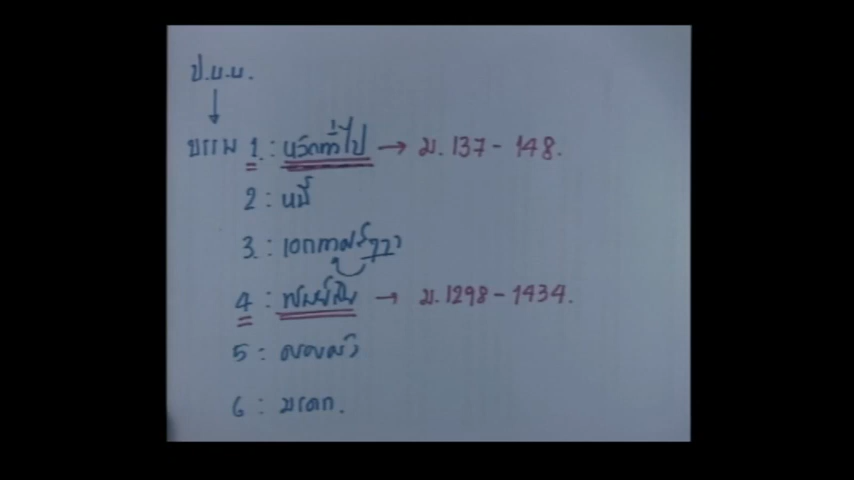 ป.พ.พ.
บรรพ 1 : หลักทั่วไป → ม. 137 - 148.
2 : หนี้
3 : เอกเทศสัญญา
4 : ทรัพย์สิน → ม. 1298 - 1434.
5 : ครอบครัว
6 : มรดก.